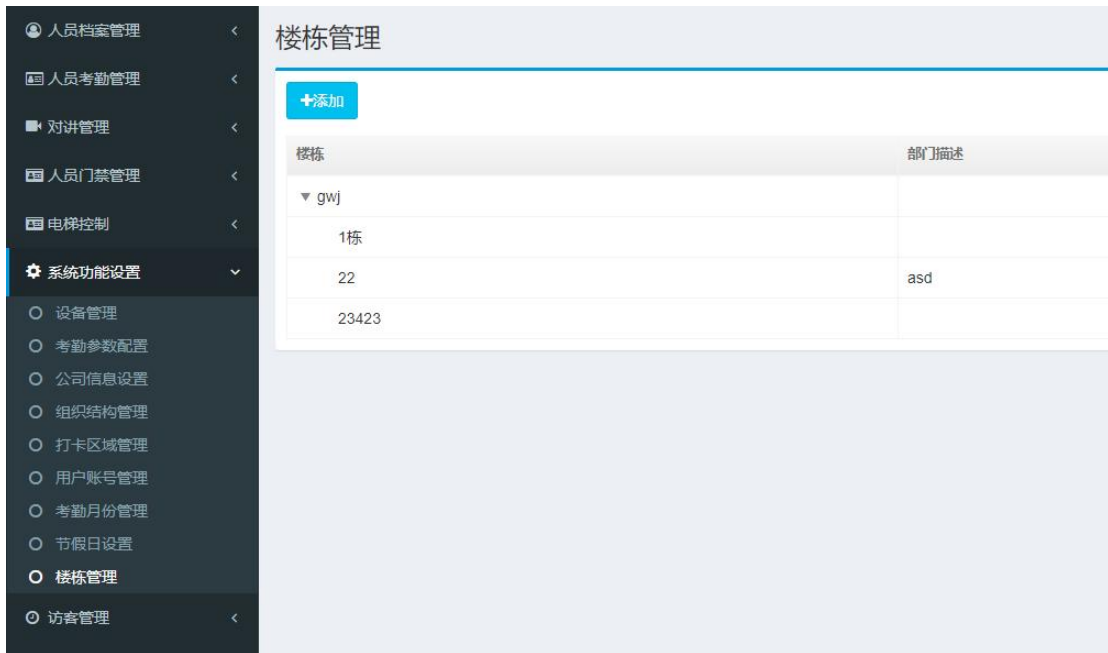 人员档案管理
人员考勤管理
对讲管理
人员门禁管理
电梯控制
系统功能设置
设备管理
考勤参数配置
公司信息设置
组织结构管理
打卡区域管理
用户账号管理
考勤月份管理
节假日设置
楼栋管理
访客管理
楼栋管理
+添加
楼栋 部门描述
gwj
1栋
22 asd
23423